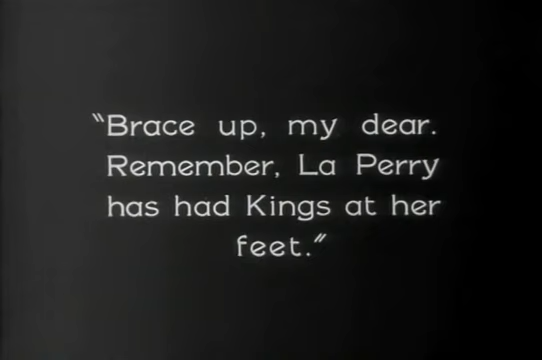 "Brace up, my dear.
Remember, La Perry
has had Kings at her
feet."